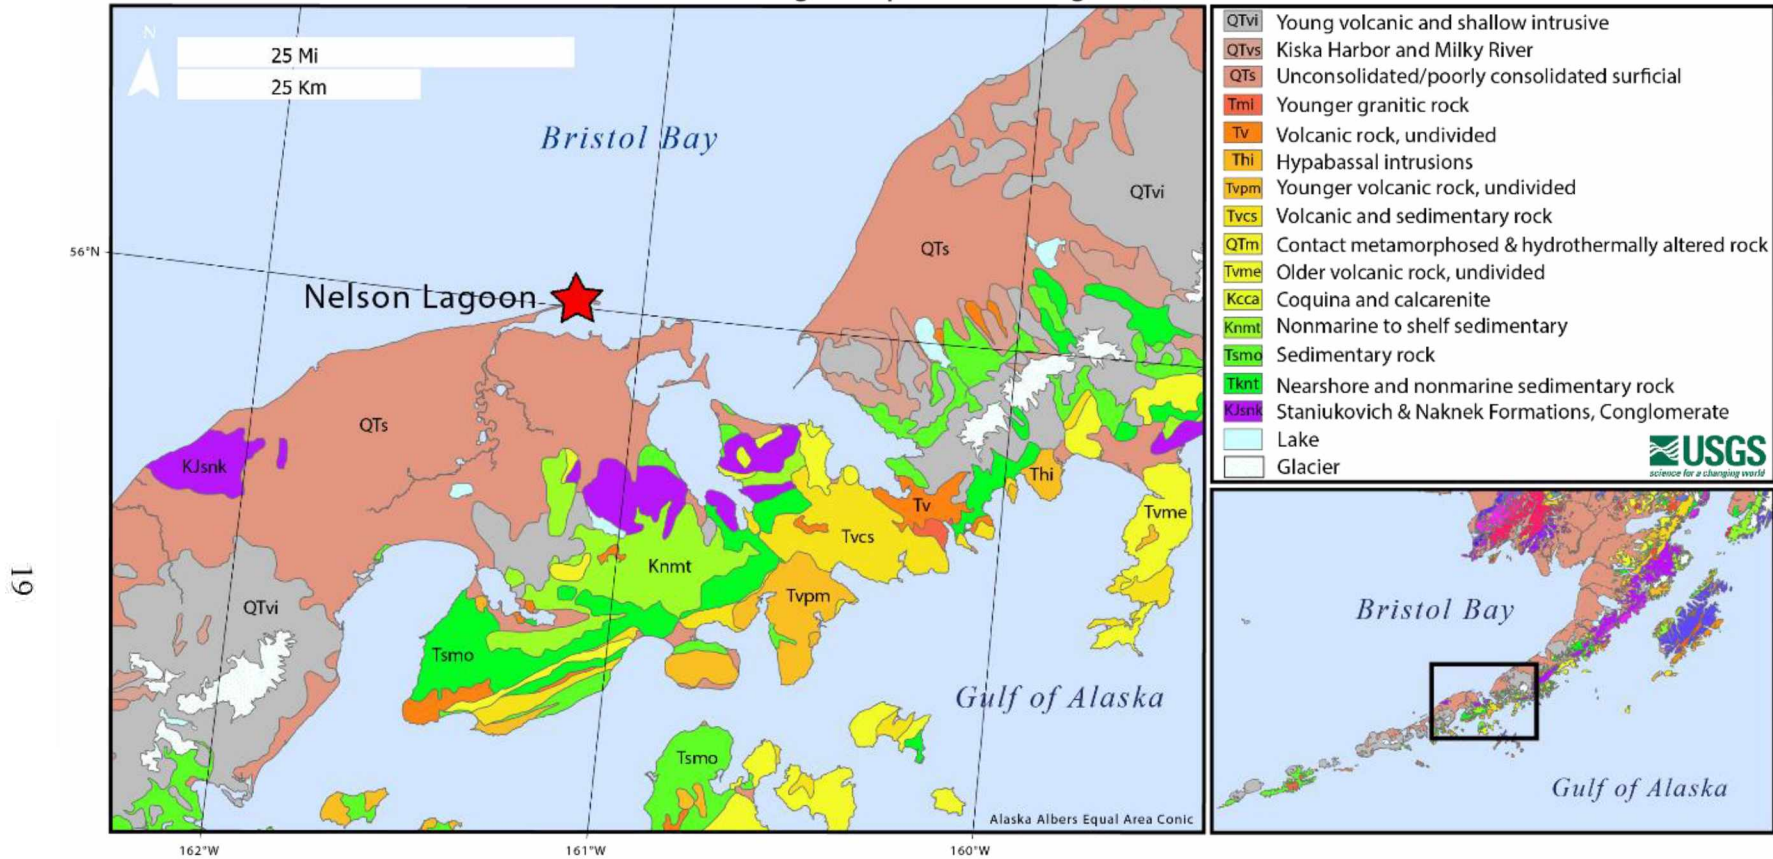 N
25 Mi
25 Km
Bristol Bay
QTvi
QTs
56°N
Nelson Lagoon
QTs
KJsnk
Thi
Tv
Tvme
Tvcs
Knmt
Tvpm
QTvi
Tsmo
Gulf of Alaska
Tsmo
Alaska Albers Equal Area Conic
162°W
161°W
160°W
QTvi Young volcanic and shallow intrusive
QTvs Kiska Harbor and Milky River
QTs Unconsolidated/poorly consolidated surficial
Tmi Younger granitic rock
Tv Volcanic rock, undivided
Thi Hypabassal intrusions
Tvpm Younger volcanic rock, undivided
Tvcs Volcanic and sedimentary rock
QTm Contact metamorphosed & hydrothermally altered rock
Tvme Older volcanic rock, undivided
Kcca Coquina and calcarenite
Knmt Nonmarine to shelf sedimentary
Tsmo Sedimentary rock
Tknt Nearshore and nonmarine sedimentary rock
KJsnk Staniukovich & Naknek Formations, Conglomerate
Lake
Glacier
USGS
science for a changing world
Bristol Bay
Gulf of Alaska
19